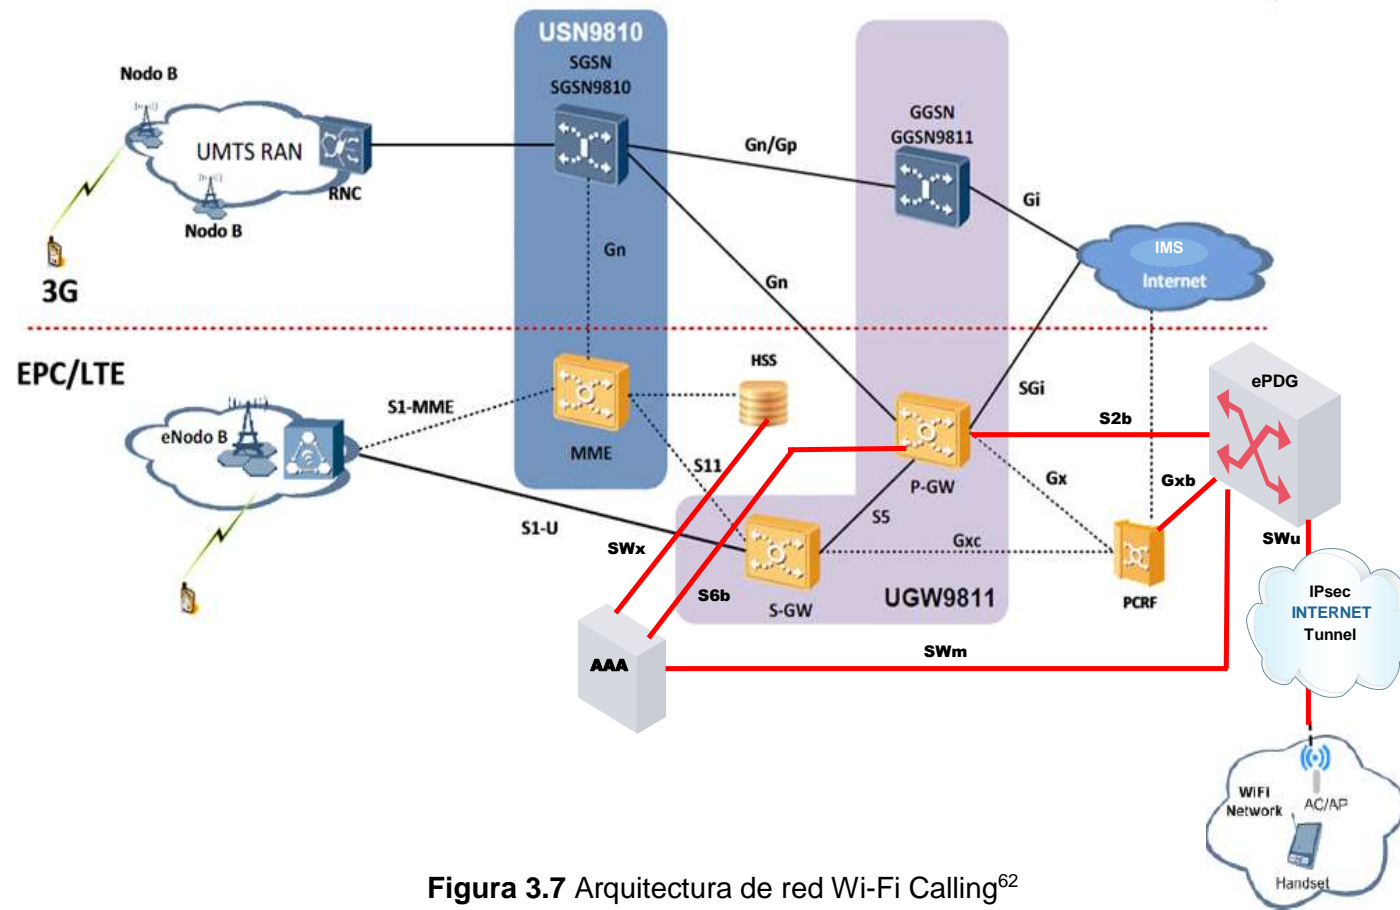 USN9810
SGSN
SGSN9810
Nodo B
GGSN
GGSN9811
UMTS RAN
Gn/Gp
RNC
Gi
Nodo B
IMS
Gn
Gn
Internet
3G
EPC/LTE
HSS
ePDG
SGi
S1-MME
S2b
eNodo B
MME
S11
Gx
P-GW
Gxb
S5
S1-U
SWx
Gxc
SWu
S6b
UGW9811
S-GW
PCRF
IPsec
INTERNET
Tunnel
SWm
AAA
WiFi
Network
AC/AP
Handset
Figura 3.7 Arquitectura de red Wi-Fi Calling62